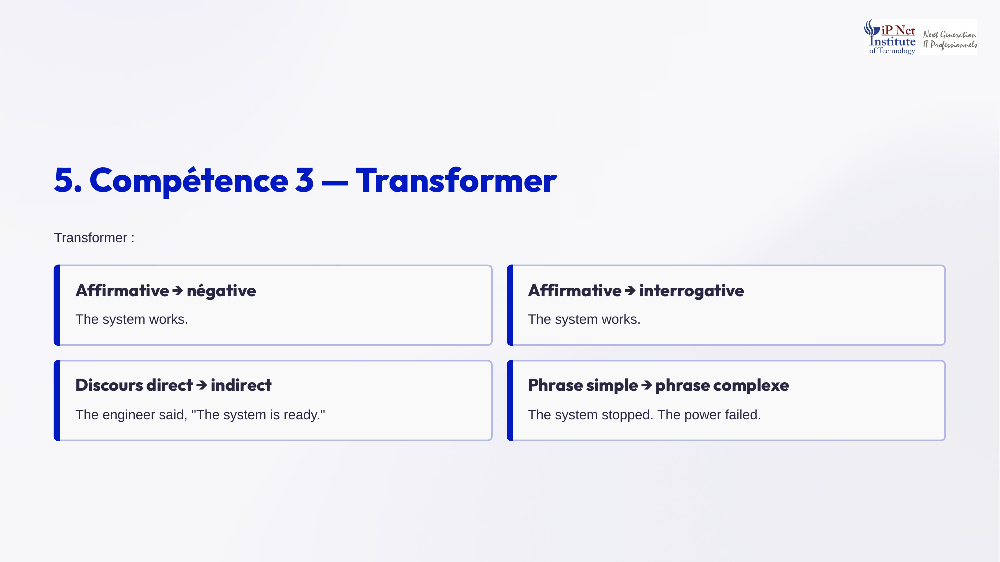 iP Net
Institute
of Technology
Next Generation
IT Professionnels
5. Compétence 3 — Transformer
Transformer :
Affirmative → négative
The system works.
Affirmative → interrogative
The system works.
Discours direct → indirect
The engineer said, "The system is ready."
Phrase simple → phrase complexe
The system stopped. The power failed.